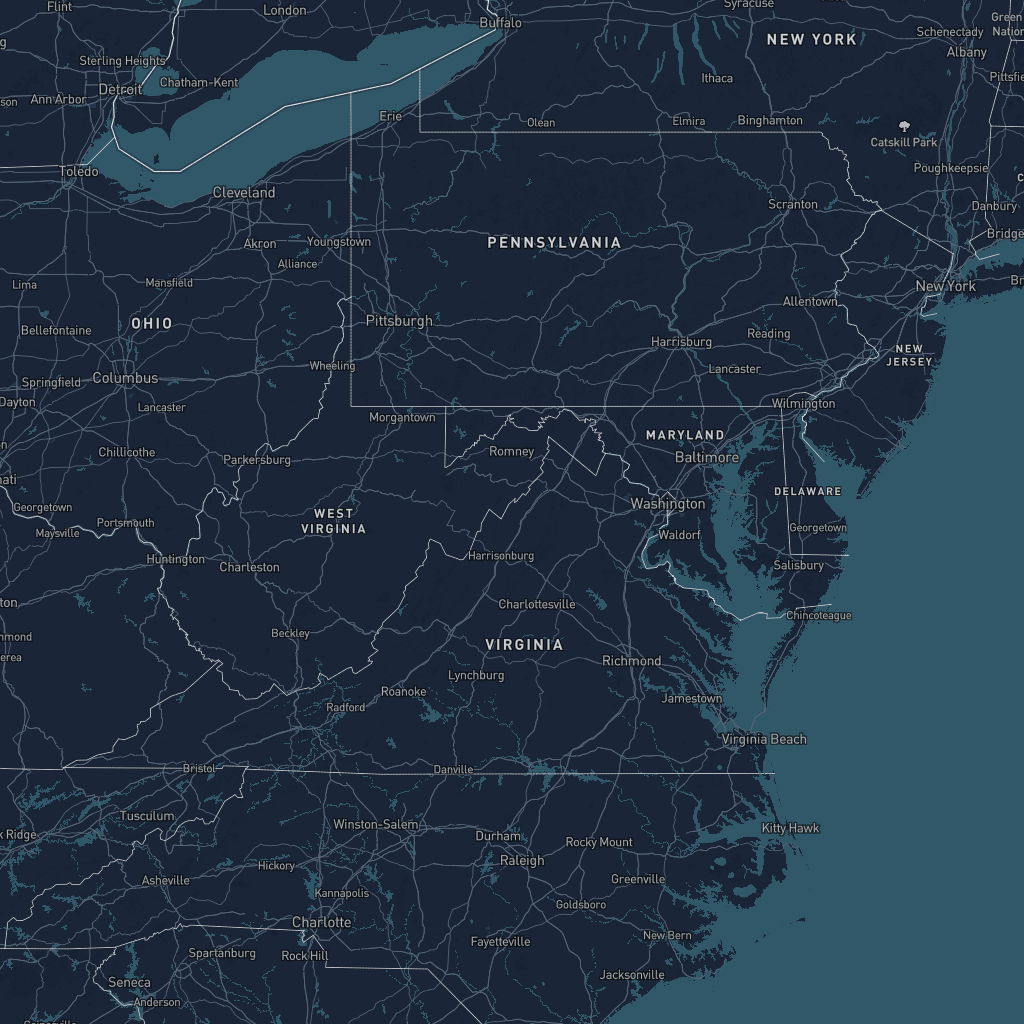 Flint
London
Buffalo
Syracuse
NEW YORK
Schenectady
Green
Albany
Sterling Heights
Detroit
Chatham-Kent
Ann Arbor
Ithaca
Erie
Olean
Elmira
Binghamton
Catskill Park
Poughkeepsie
Toledo
Cleveland
Scranton
Danbury
Akron
Youngstown
Alliance
PENNSYLVANIA
Lima
Mansfield
New York
Allentown
Bellefontaine
OHIO
Pittsburgh
Harrisburg
Reading
NEW
JERSEY
Wheeling
Lancaster
Springfield
Columbus
Dayton
Lancaster
Wilmington
Morgantown
MARYLAND
Chillicothe
Parkersburg
Romney
Baltimore
DELAWARE
Georgetown
Maysville
Portsmouth
WEST
VIRGINIA
Washington
Waldorf
Georgetown
Huntington
Charleston
Harrisonburg
Salisbury
Charlottesville
Chincoteague
Beckley
VIRGINIA
Richmond
Lynchburg
Roanoke
Radford
Jamestown
Virginia Beach
Bristol
Danville
Tusculum
Winston-Salem
Durham
Kitty Hawk
k Ridge
Rocky Mount
Raleigh
Hickory
Asheville
Kannapolis
Greenville
Goldsboro
Charlotte
New Bern
Fayetteville
Spartanburg
Rock Hill
Jacksonville
Seneca
Anderson